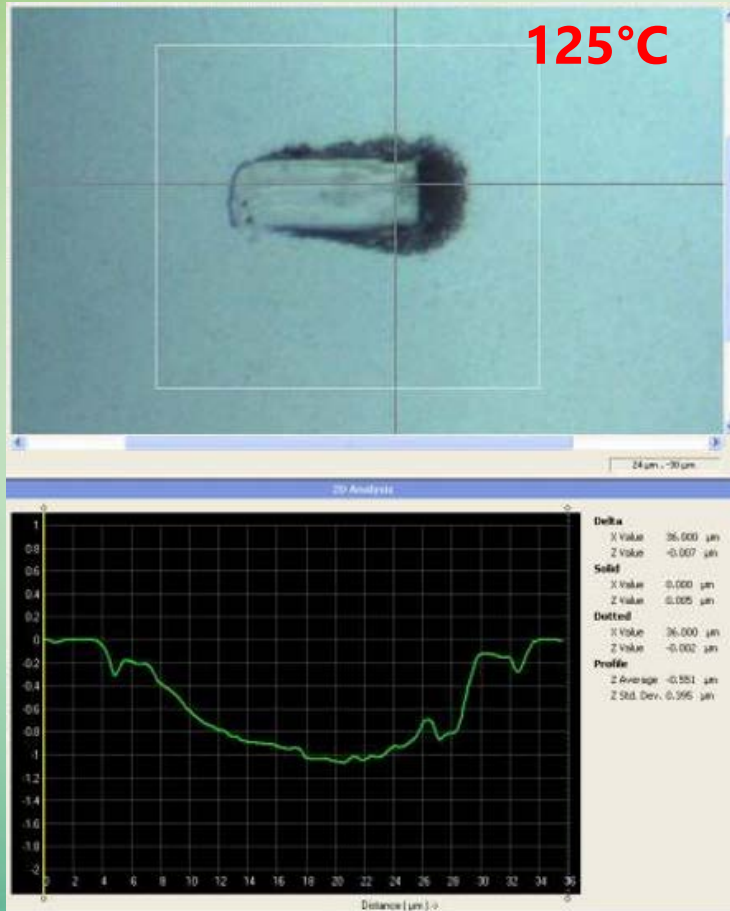 125°C
24 µm , -90 µm
2D Analysis
Delta
X Value 36.000 µm
Z Value -0.007 µm
Solid
X Value 0.000 µm
Z Value 0.005 µm
Dotted
X Value 36.000 µm
Z Value -0.002 µm
Profile
Z Average -0.551 µm
Z Std. Dev. 0.395 µm
1
0.8
0.6
0.4
0.2
0
-0.2
-0.4
-0.6
-0.8
-1
-1.2
-1.4
-1.6
-1.8
-2
0 2 4 6 8 10 12 14 16 18 20 22 24 26 28 30 32 34 36
Distance ( µm )